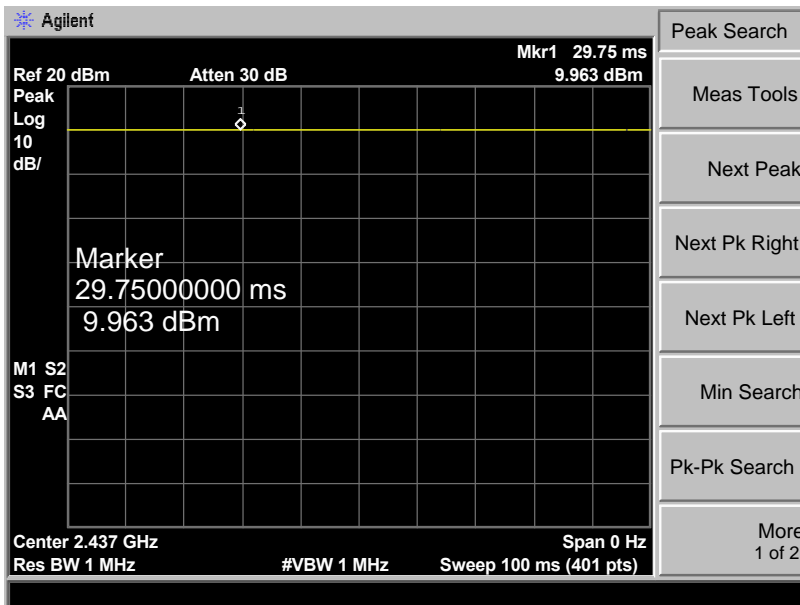 Agilent
Mkr1 29.75 ms
Ref 20 dBm Atten 30 dB 9.963 dBm
Peak
Log
10
dB/
1
Marker
29.75000000 ms
9.963 dBm
M1 S2
S3 FC
AA
Center 2.437 GHz Span 0 Hz
Res BW 1 MHz #VBW 1 MHz Sweep 100 ms (401 pts)
Peak Search
Meas Tools
Next Peak
Next Pk Right
Next Pk Left
Min Search
Pk-Pk Search
More
1 of 2